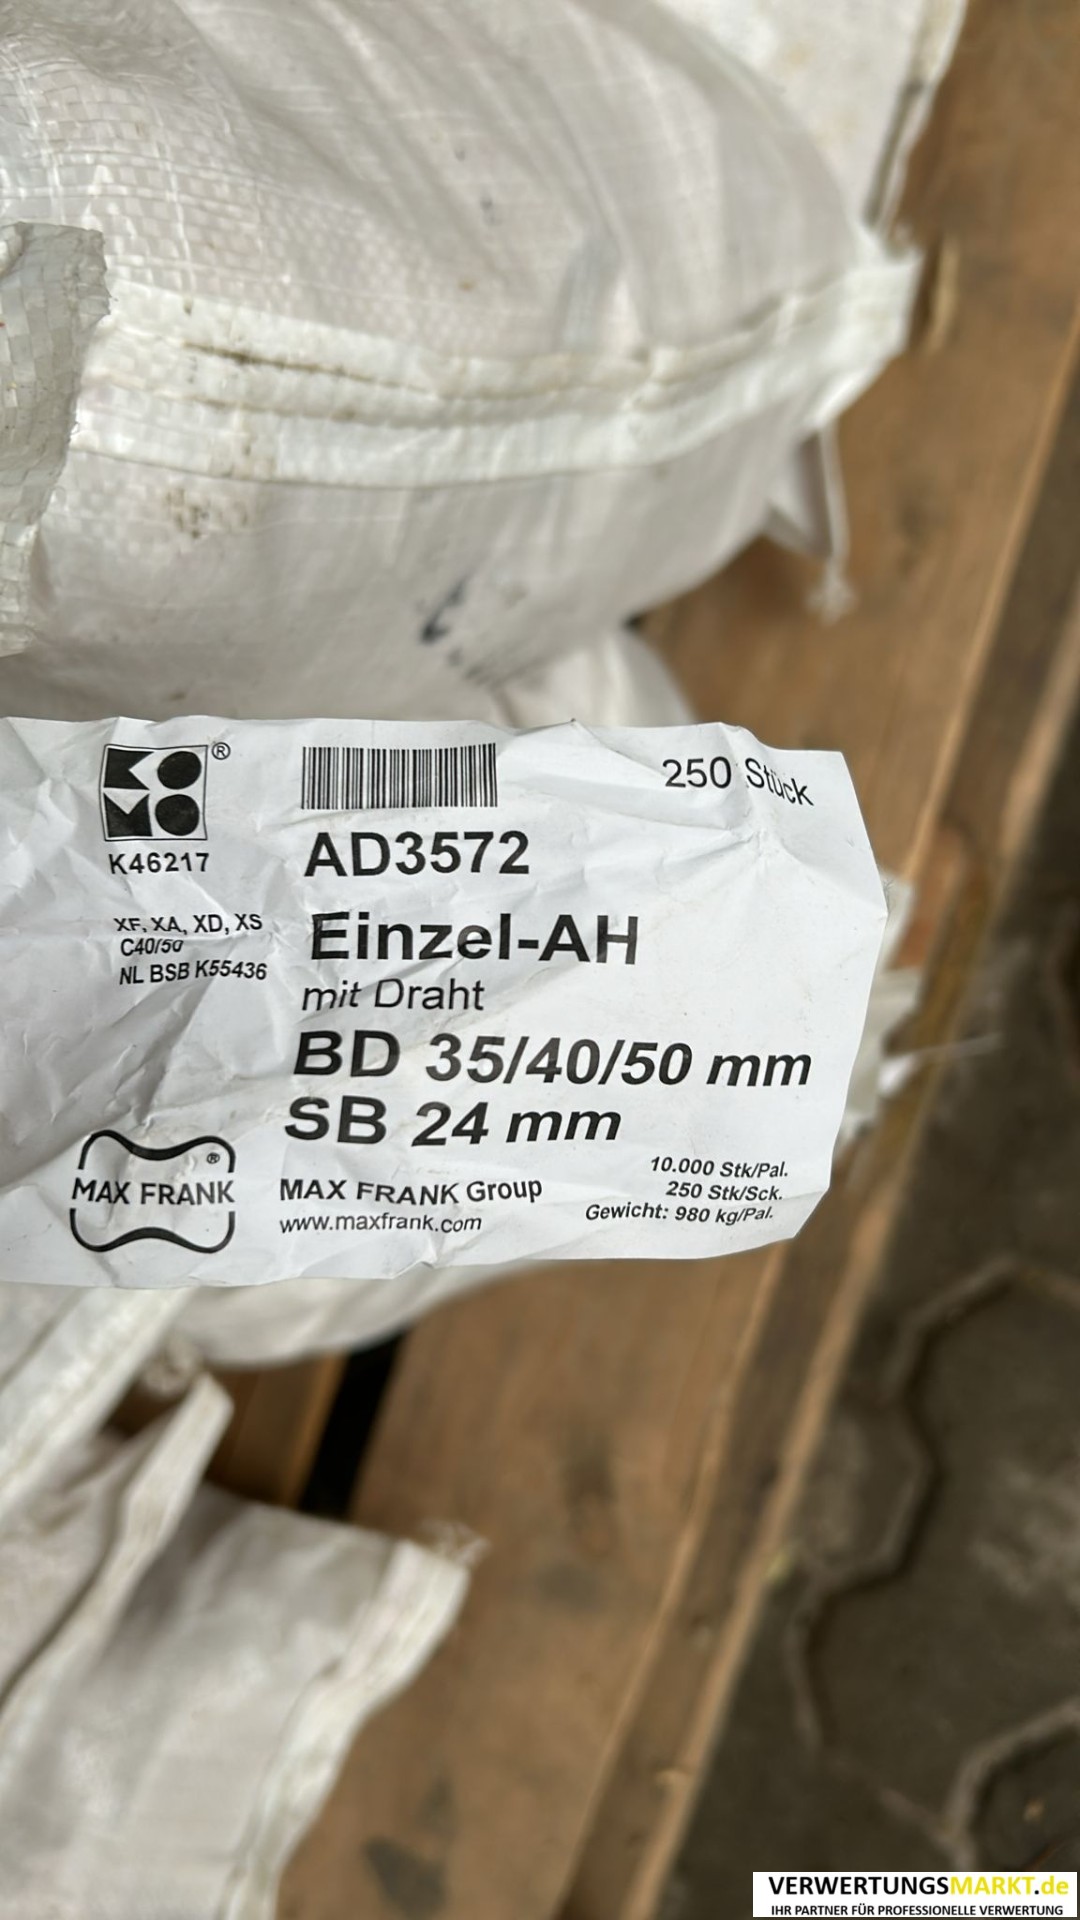 KOMO®
K46217
250 Stück
AD3572
XF, XA, XD, XS
C40/50
NL BSB K55436
Einzel-AH
mit Draht
BD 35/40/50 mm
SB 24 mm
®
MAX FRANK
MAX FRANK Group
www.maxfrank.com
10.000 Stk/Pal.
250 Stk/Sck.
Gewicht: 980 kg/Pal.
VERWERTUNGSMARKT.de
IHR PARTNER FÜR PROFESSIONELLE VERWERTUNG